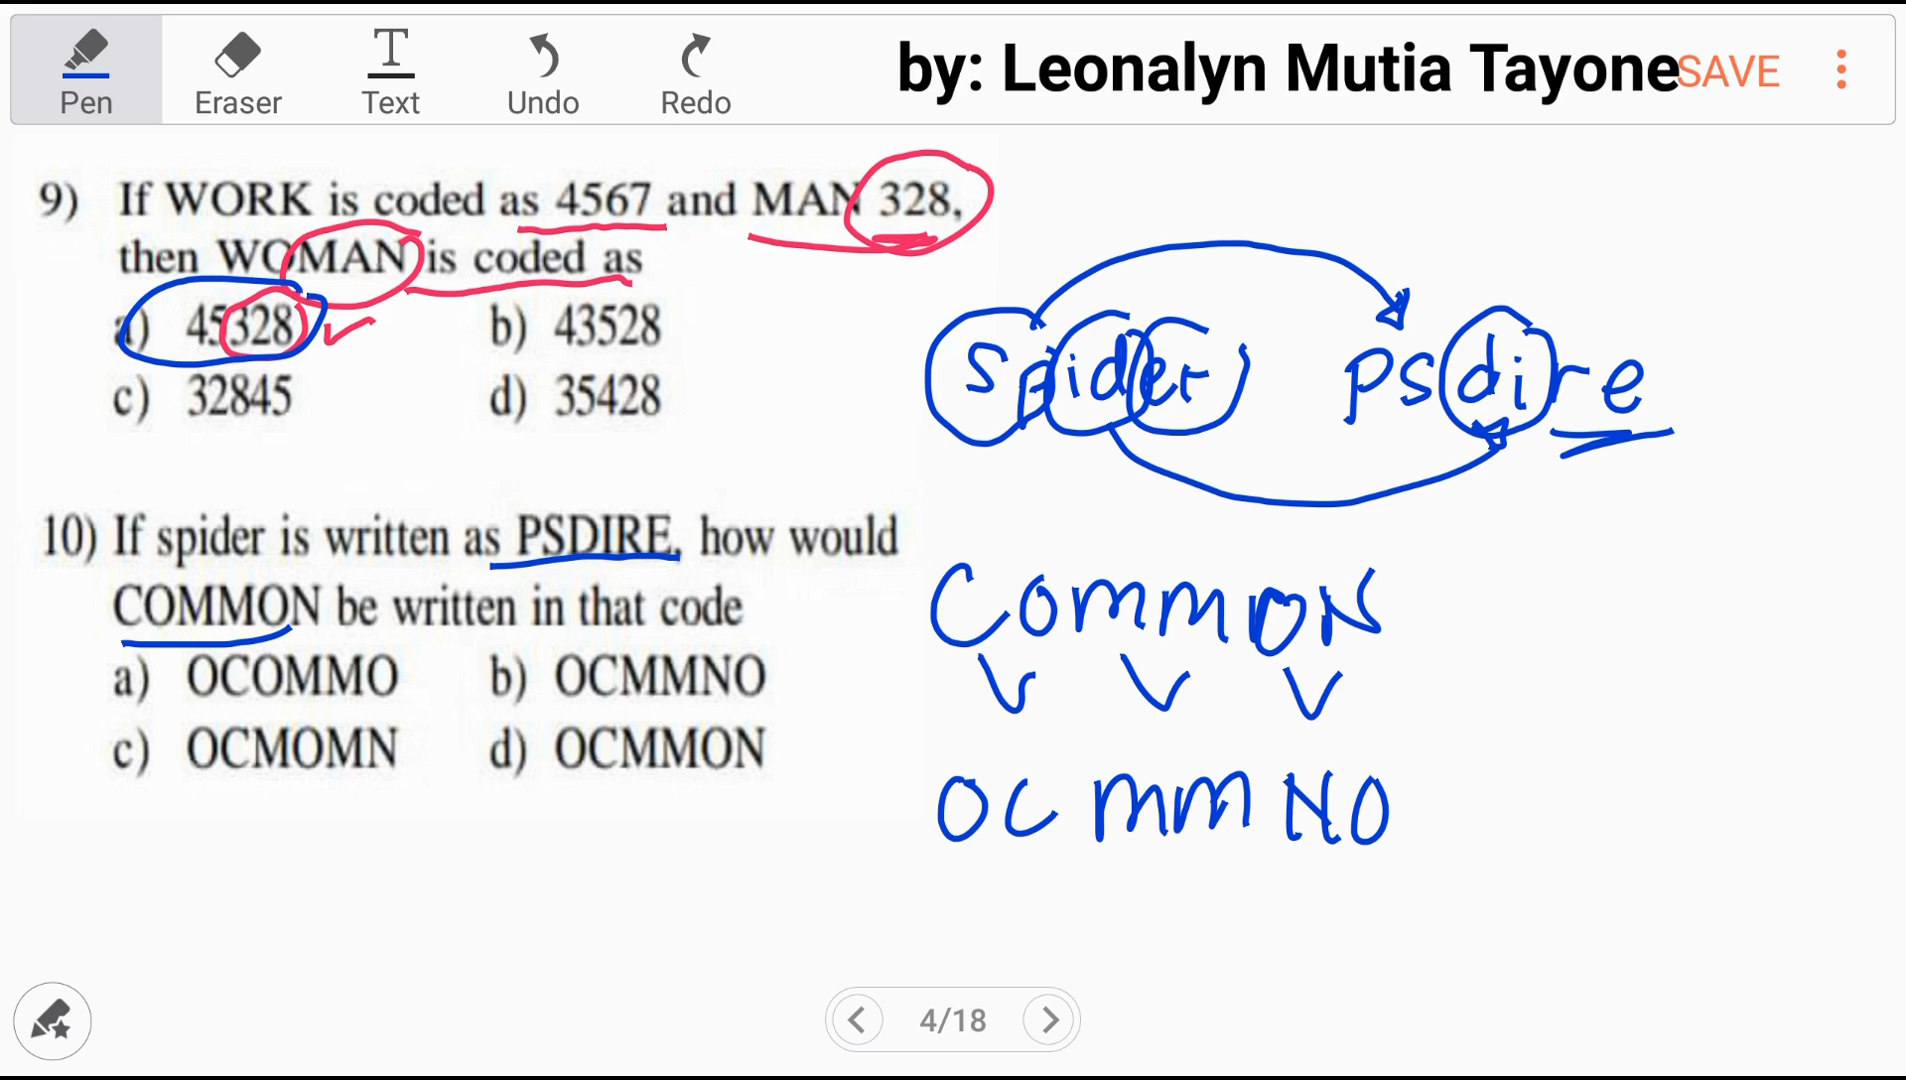 Pen Eraser Text Undo Redo by: Leonalyn Mutia Tayone SAVE
9) If WORK is coded as 4567 and MAN 328,
then WOMAN is coded as
a) 45328 b) 43528
c) 32845 d) 35428
spider psdire
10) If spider is written as PSDIRE, how would
COMMON be written in that code
a) OCOMMO b) OCMMNO
c) OCMOMN d) OCMMON
COMMON
OCMMNO
4/18